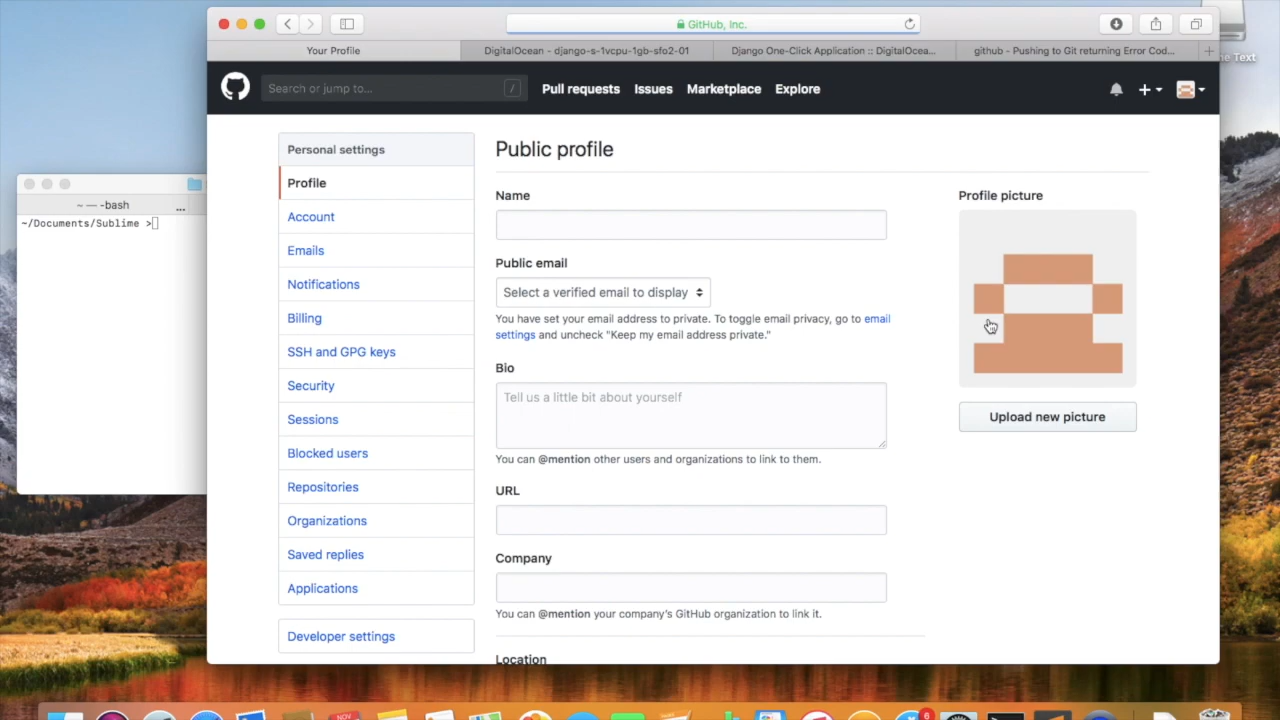 GitHub, Inc.
Your Profile
DigitalOcean - django-s-1vcpu-1gb-sfo2-01
Django One-Click Application :: DigitalOcea...
github - Pushing to Git returning Error Cod...
Search or jump to...
/
Pull requests
Issues
Marketplace
Explore
~ — -bash
...
~/Documents/Sublime >
Personal settings
Profile
Account
Emails
Notifications
Billing
SSH and GPG keys
Security
Sessions
Blocked users
Repositories
Organizations
Saved replies
Applications
Developer settings
Public profile
Name
Public email
Select a verified email to display
You have set your email address to private. To toggle email privacy, go to email
settings and uncheck "Keep my email address private."
Bio
Tell us a little bit about yourself
You can @mention other users and organizations to link to them.
URL
Company
You can @mention your company's GitHub organization to link it.
Location
Profile picture
Upload new picture
Text
NOV
6